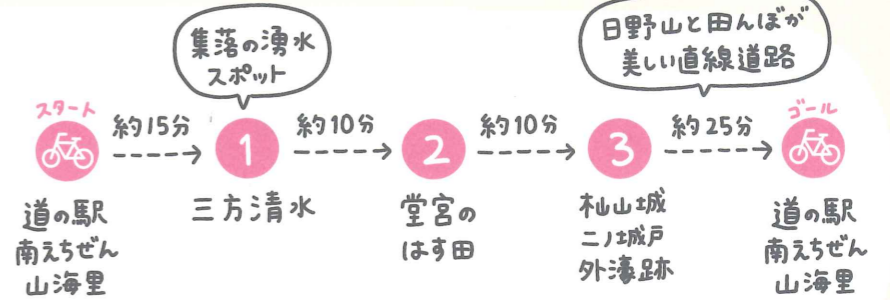 集落の湧水
スポット
日野山と田んぼが
美しい直線道路
スタート
約15分
1
約10分
2
約10分
3
約25分
ゴール
道の駅
南えちぜん
山海里
三方清水
堂宮の
はす田
杣山城
二ノ城戸
外濠跡
道の駅
南えちぜん
山海里